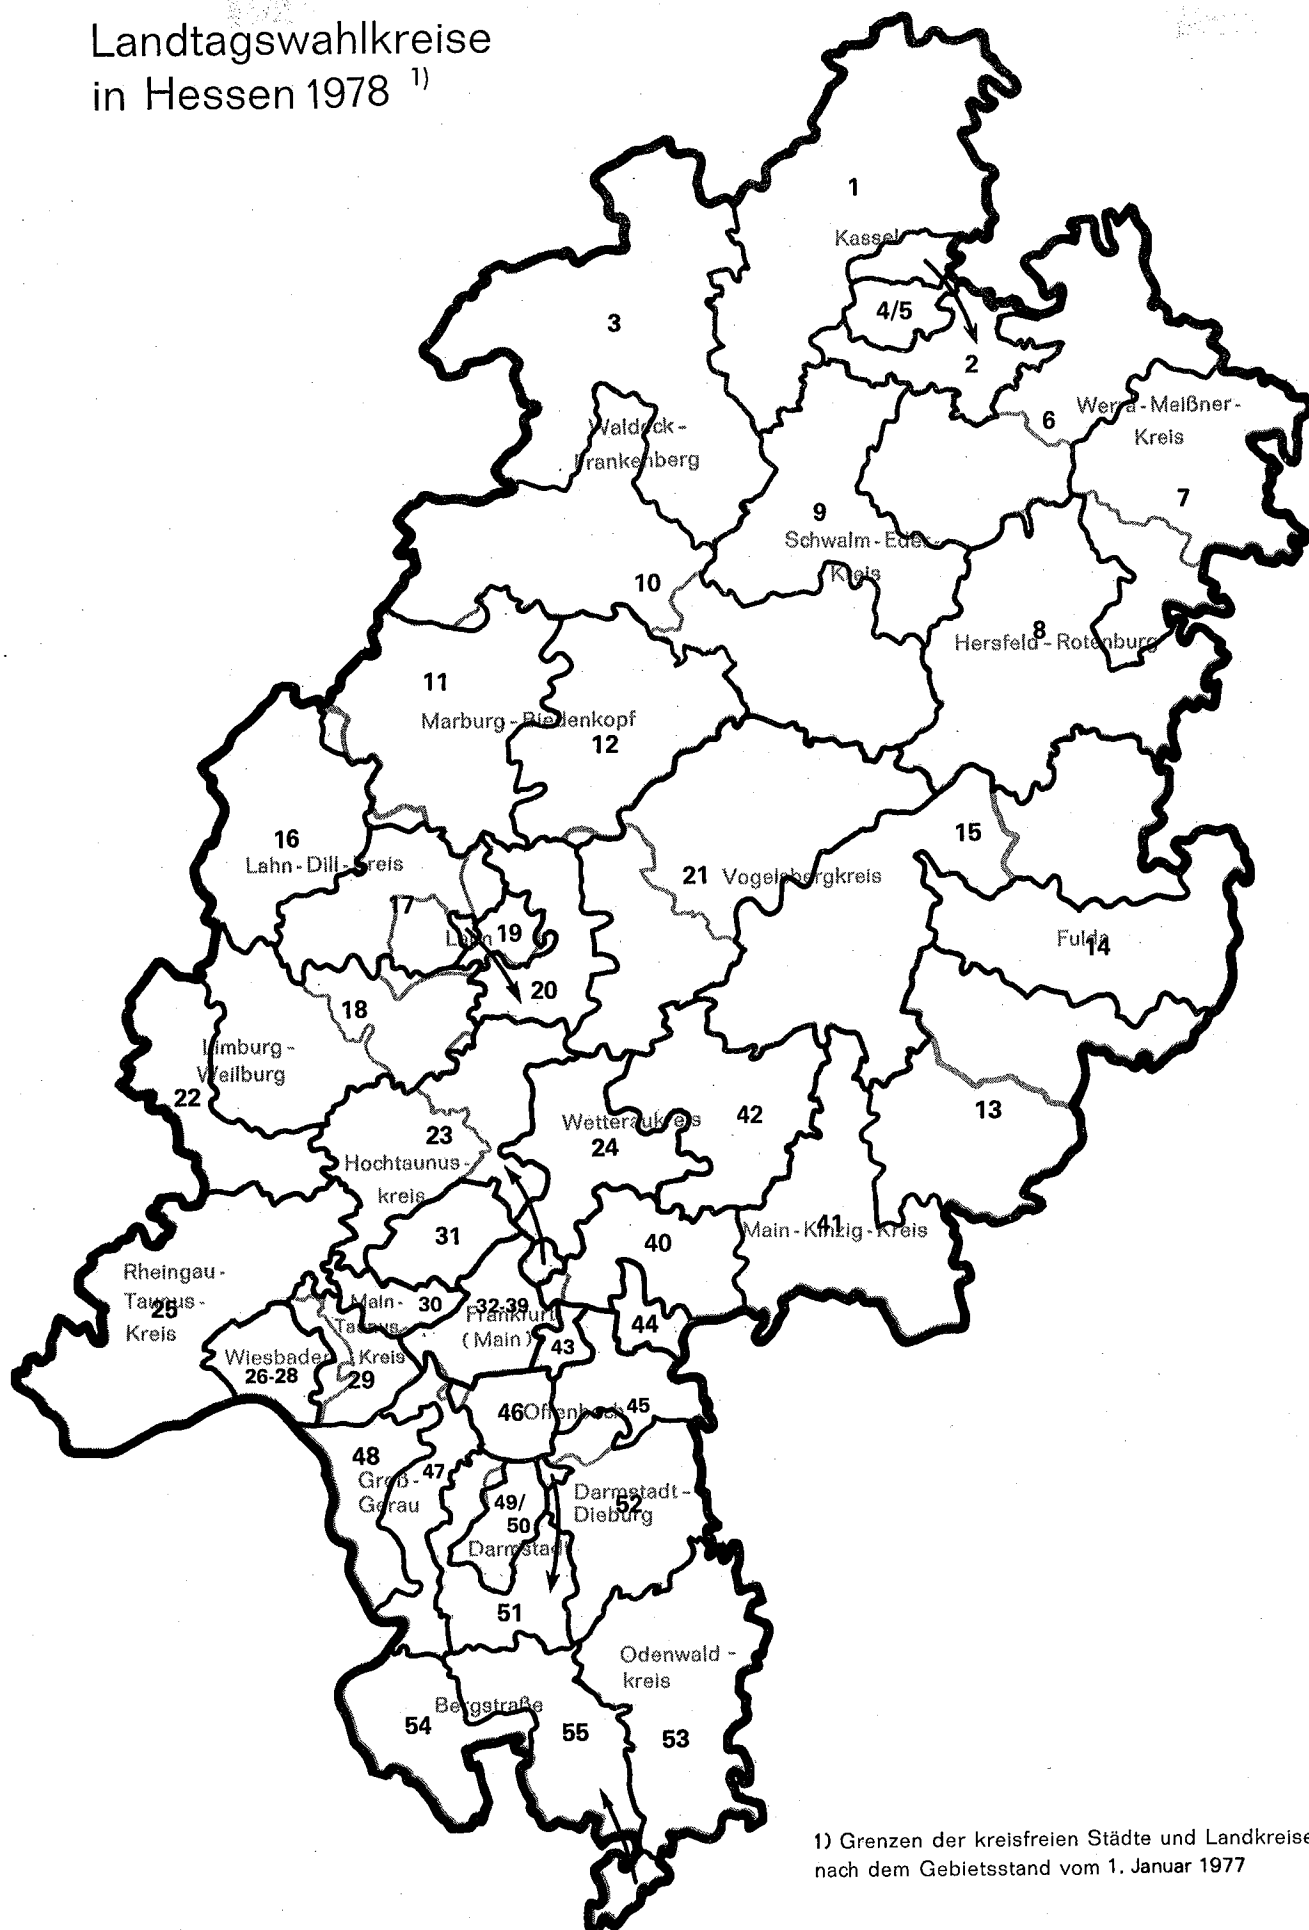 Landtagswahlkreise
in Hessen 1978 1)
1
Kassel
4/5
3
2
6
Werra-Meißner-
Kreis
Waldeck-
Frankenberg
7
9
Schwalm-Eder-
Kreis
10
8
Hersfeld-Rotenburg
11
Marburg-Biedenkopf
12
16
Lahn-Dill-Kreis
15
21 Vogelsbergkreis
17
Lahn
19
Fulda
14
20
18
Limburg-
Weilburg
22
13
42
Wetteraukreis
24
23
Hochtaunus-
kreis
31
40
41
Main-Kinzig-Kreis
Rheingau-
Taunus-
Kreis
25
30
32-39
Main-
Taunus-
Kreis
Frankfurt
(Main)
44
43
Wiesbaden
26-28
29
46 Offenbach 45
48
47
Groß-
Gerau
49/
50
Darmstadt
Darmstadt-
Dieburg
52
51
Odenwald-
kreis
Bergstraße
54
55
53
1) Grenzen der kreisfreien Städte und Landkreise
nach dem Gebietsstand vom 1. Januar 1977